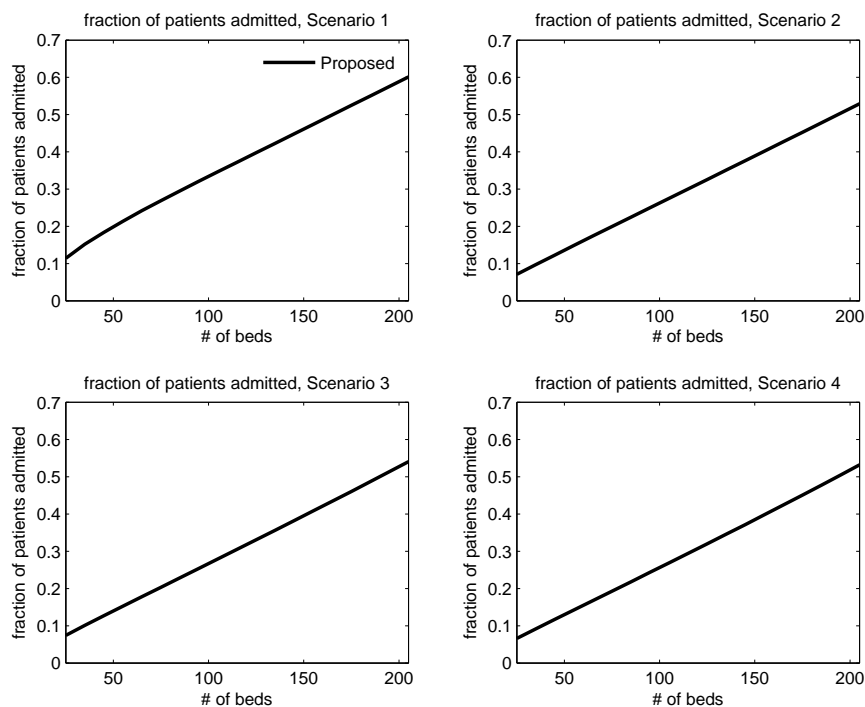 fraction of patients admitted, Scenario 1
0.7
0.6
0.5
0.4
0.3
0.2
0.1
0
fraction of patients admitted
Proposed
50 100 150 200
# of beds
fraction of patients admitted, Scenario 2
0.7
0.6
0.5
0.4
0.3
0.2
0.1
0
fraction of patients admitted
50 100 150 200
# of beds
fraction of patients admitted, Scenario 3
0.7
0.6
0.5
0.4
0.3
0.2
0.1
0
fraction of patients admitted
50 100 150 200
# of beds
fraction of patients admitted, Scenario 4
0.7
0.6
0.5
0.4
0.3
0.2
0.1
0
fraction of patients admitted
50 100 150 200
# of beds